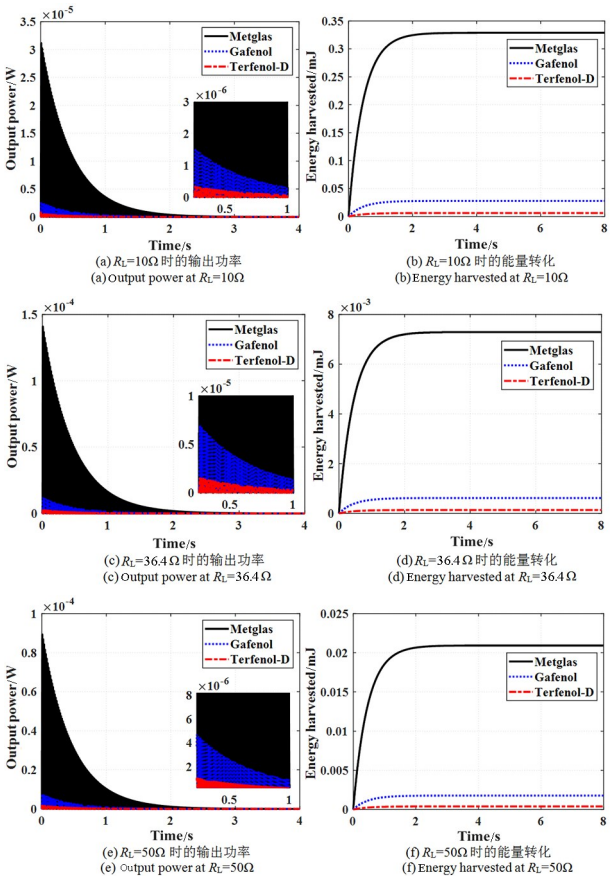 ×10⁻⁵
3.5
3
2.5
2
1.5
1
0.5
0
Output power/W
Metglas
Gafenol
Terfenol-D
×10⁻⁶
3
2
1
0
0.5 1
0 1 2 3 4
Time/s
(a) RL=10Ω 时的输出功率
(a) Output power at RL=10Ω
0.35
0.3
0.25
0.2
0.15
0.1
0.05
0
Energy harvested/mJ
Metglas
Gafenol
Terfenol-D
0 2 4 6 8
Time/s
(b) RL=10Ω 时的能量转化
(b) Energy harvested at RL=10Ω
×10⁻⁴
1.5
1
0.5
0
Output power/W
Metglas
Gafenol
Terfenol-D
×10⁻⁵
1
0.5
0
0.5 1
0 1 2 3 4
Time/s
(c) RL=36.4Ω 时的输出功率
(c) Output power at RL=36.4Ω
×10⁻³
8
6
4
2
0
Energy harvested/mJ
Metglas
Gafenol
Terfenol-D
0 2 4 6 8
Time/s
(d) RL=36.4Ω 时的能量转化
(d) Energy harvested at RL=36.4Ω
×10⁻⁴
1
0.8
0.6
0.4
0.2
0
Output power/W
Metglas
Gafenol
Terfenol-D
×10⁻⁶
8
6
4
2
0.5 1
0 1 2 3 4
Time/s
(e) RL=50Ω 时的输出功率
(e) Output power at RL=50Ω
0.025
0.02
0.015
0.01
0.005
0
Energy harvested/mJ
Metglas
Gafenol
Terfenol-D
0 2 4 6 8
Time/s
(f) RL=50Ω 时的能量转化
(f) Energy harvested at RL=50Ω